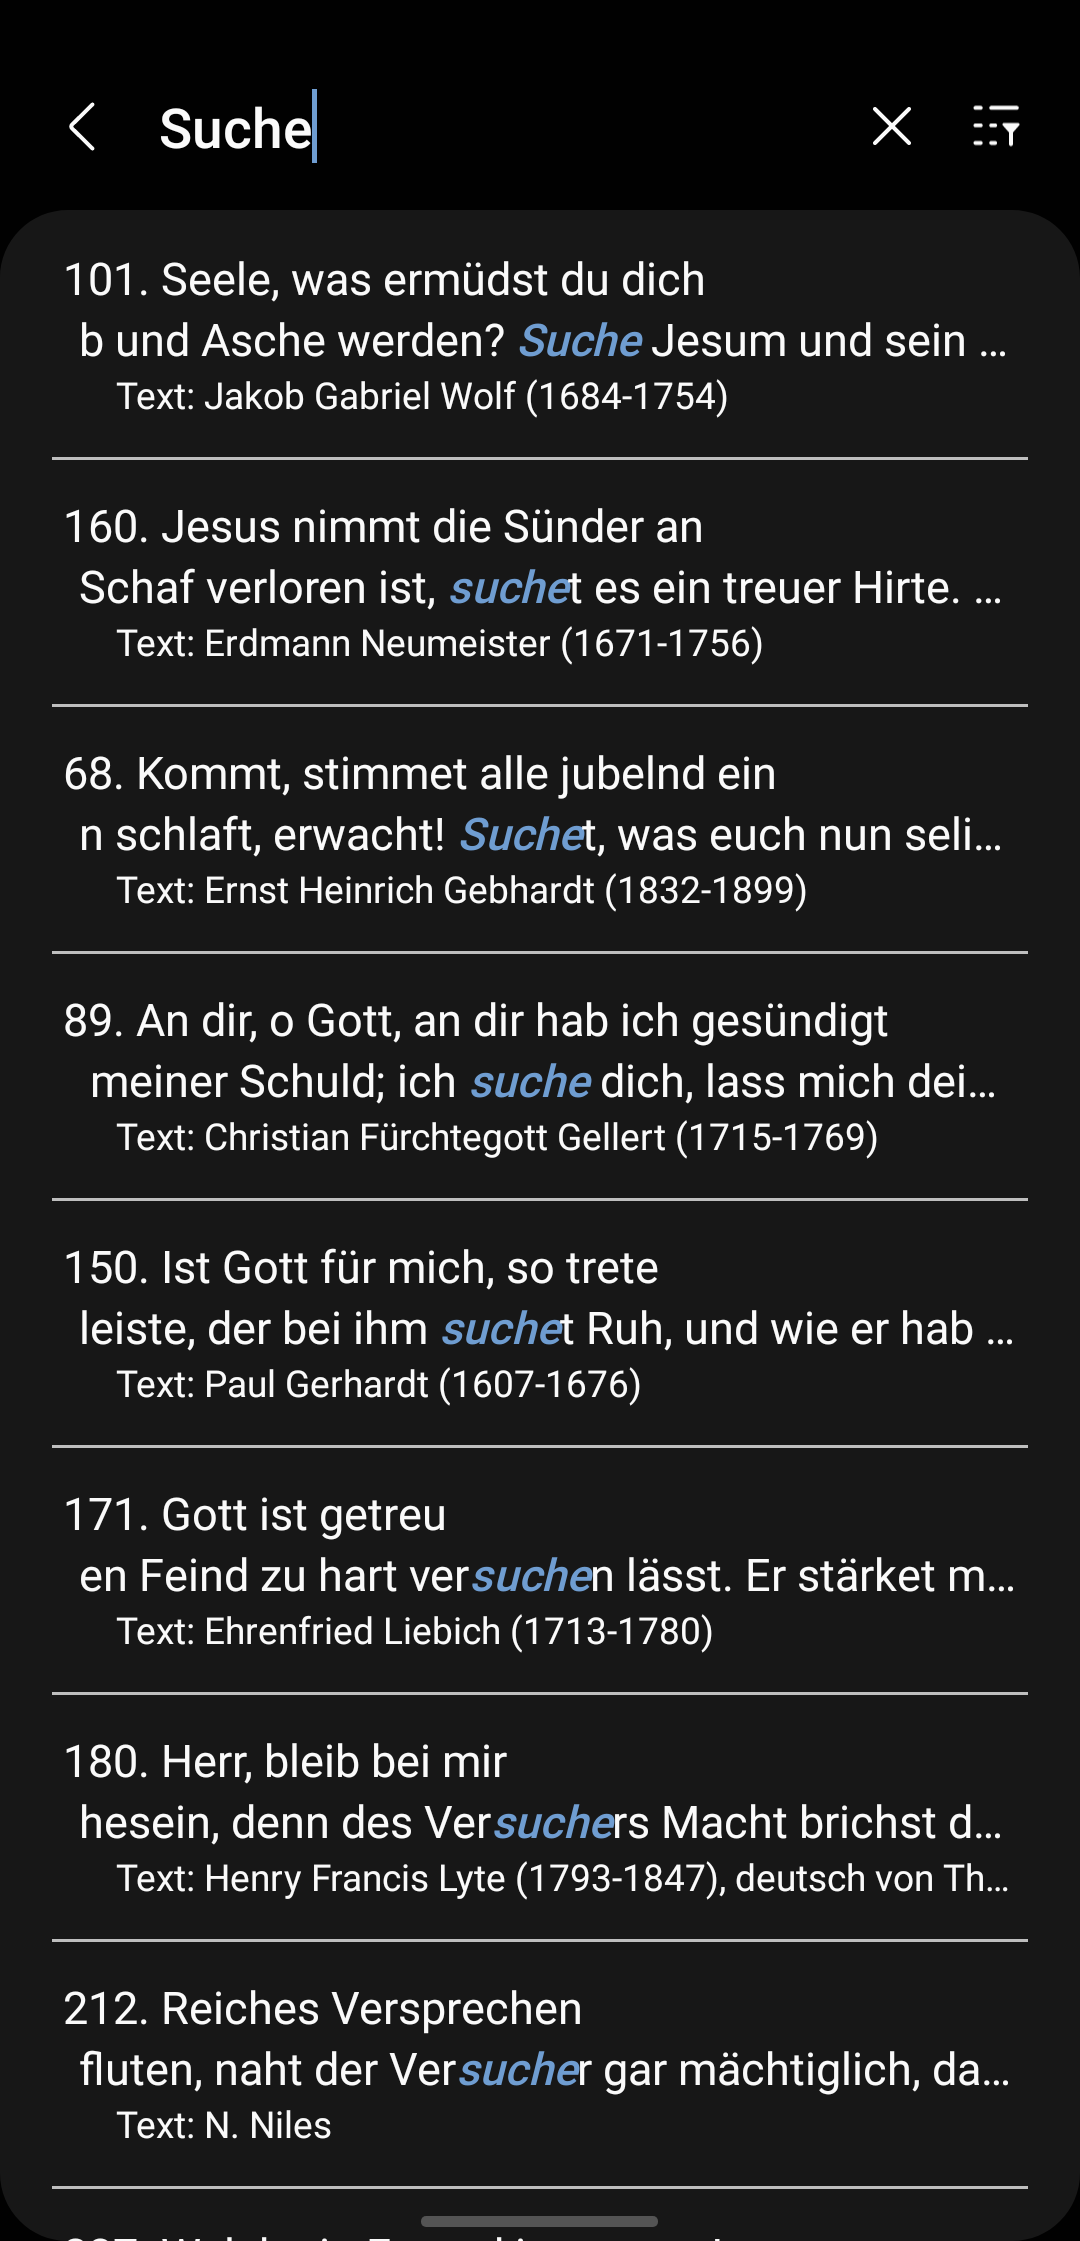 Suche
101. Seele, was ermüdst du dich
b und Asche werden? Suche Jesum und sein ...
Text: Jakob Gabriel Wolf (1684-1754)
160. Jesus nimmt die Sünder an
Schaf verloren ist, suchet es ein treuer Hirte. ...
Text: Erdmann Neumeister (1671-1756)
68. Kommt, stimmet alle jubelnd ein
n schlaft, erwacht! Suchet, was euch nun seli...
Text: Ernst Heinrich Gebhardt (1832-1899)
89. An dir, o Gott, an dir hab ich gesündigt
meiner Schuld; ich suche dich, lass mich dei...
Text: Christian Fürchtegott Gellert (1715-1769)
150. Ist Gott für mich, so trete
leiste, der bei ihm suchet Ruh, und wie er hab ...
Text: Paul Gerhardt (1607-1676)
171. Gott ist getreu
en Feind zu hart versuchen lässt. Er stärket m...
Text: Ehrenfried Liebich (1713-1780)
180. Herr, bleib bei mir
hesein, denn des Versuchers Macht brichst d...
Text: Henry Francis Lyte (1793-1847), deutsch von Th...
212. Reiches Versprechen
fluten, naht der Versucher gar mächtiglich, da...
Text: N. Niles